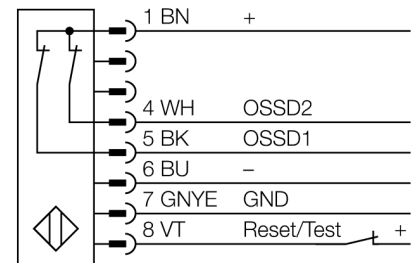 1 BN +
4 WH OSSD2
5 BK OSSD1
6 BU –
7 GNYE GND
8 VT Reset/Test +